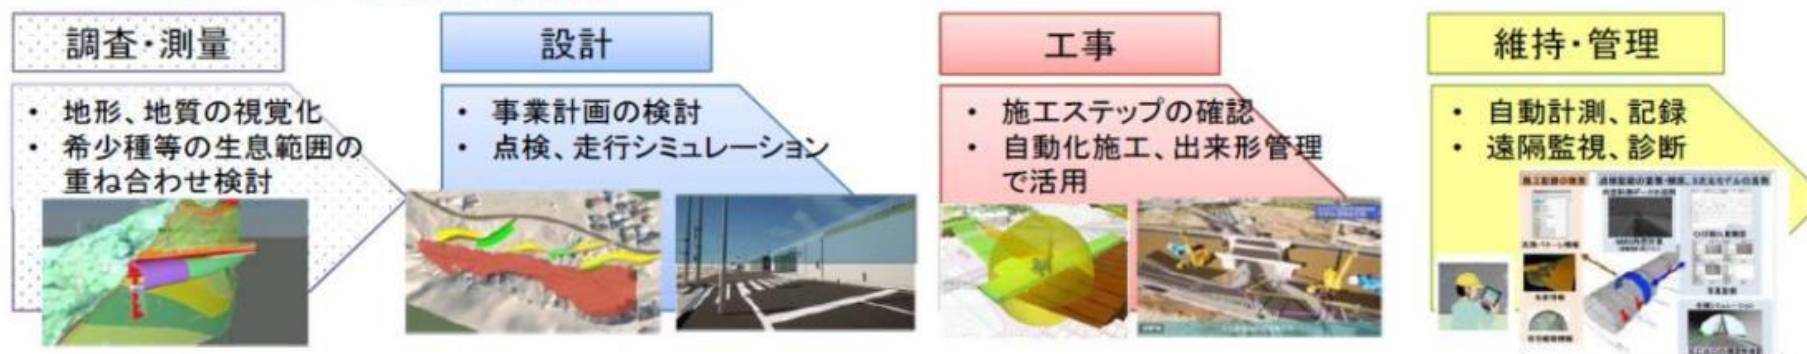 調査・測量
・ 地形、地質の視覚化
・ 希少種等の生息範囲の
重ね合わせ検討
設計
・ 事業計画の検討
・ 点検、走行シミュレーション
工事
・ 施工ステップの確認
・ 自動化施工、出来形管理
で活用
維持・管理
・ 自動計測、記録
・ 遠隔監視、診断